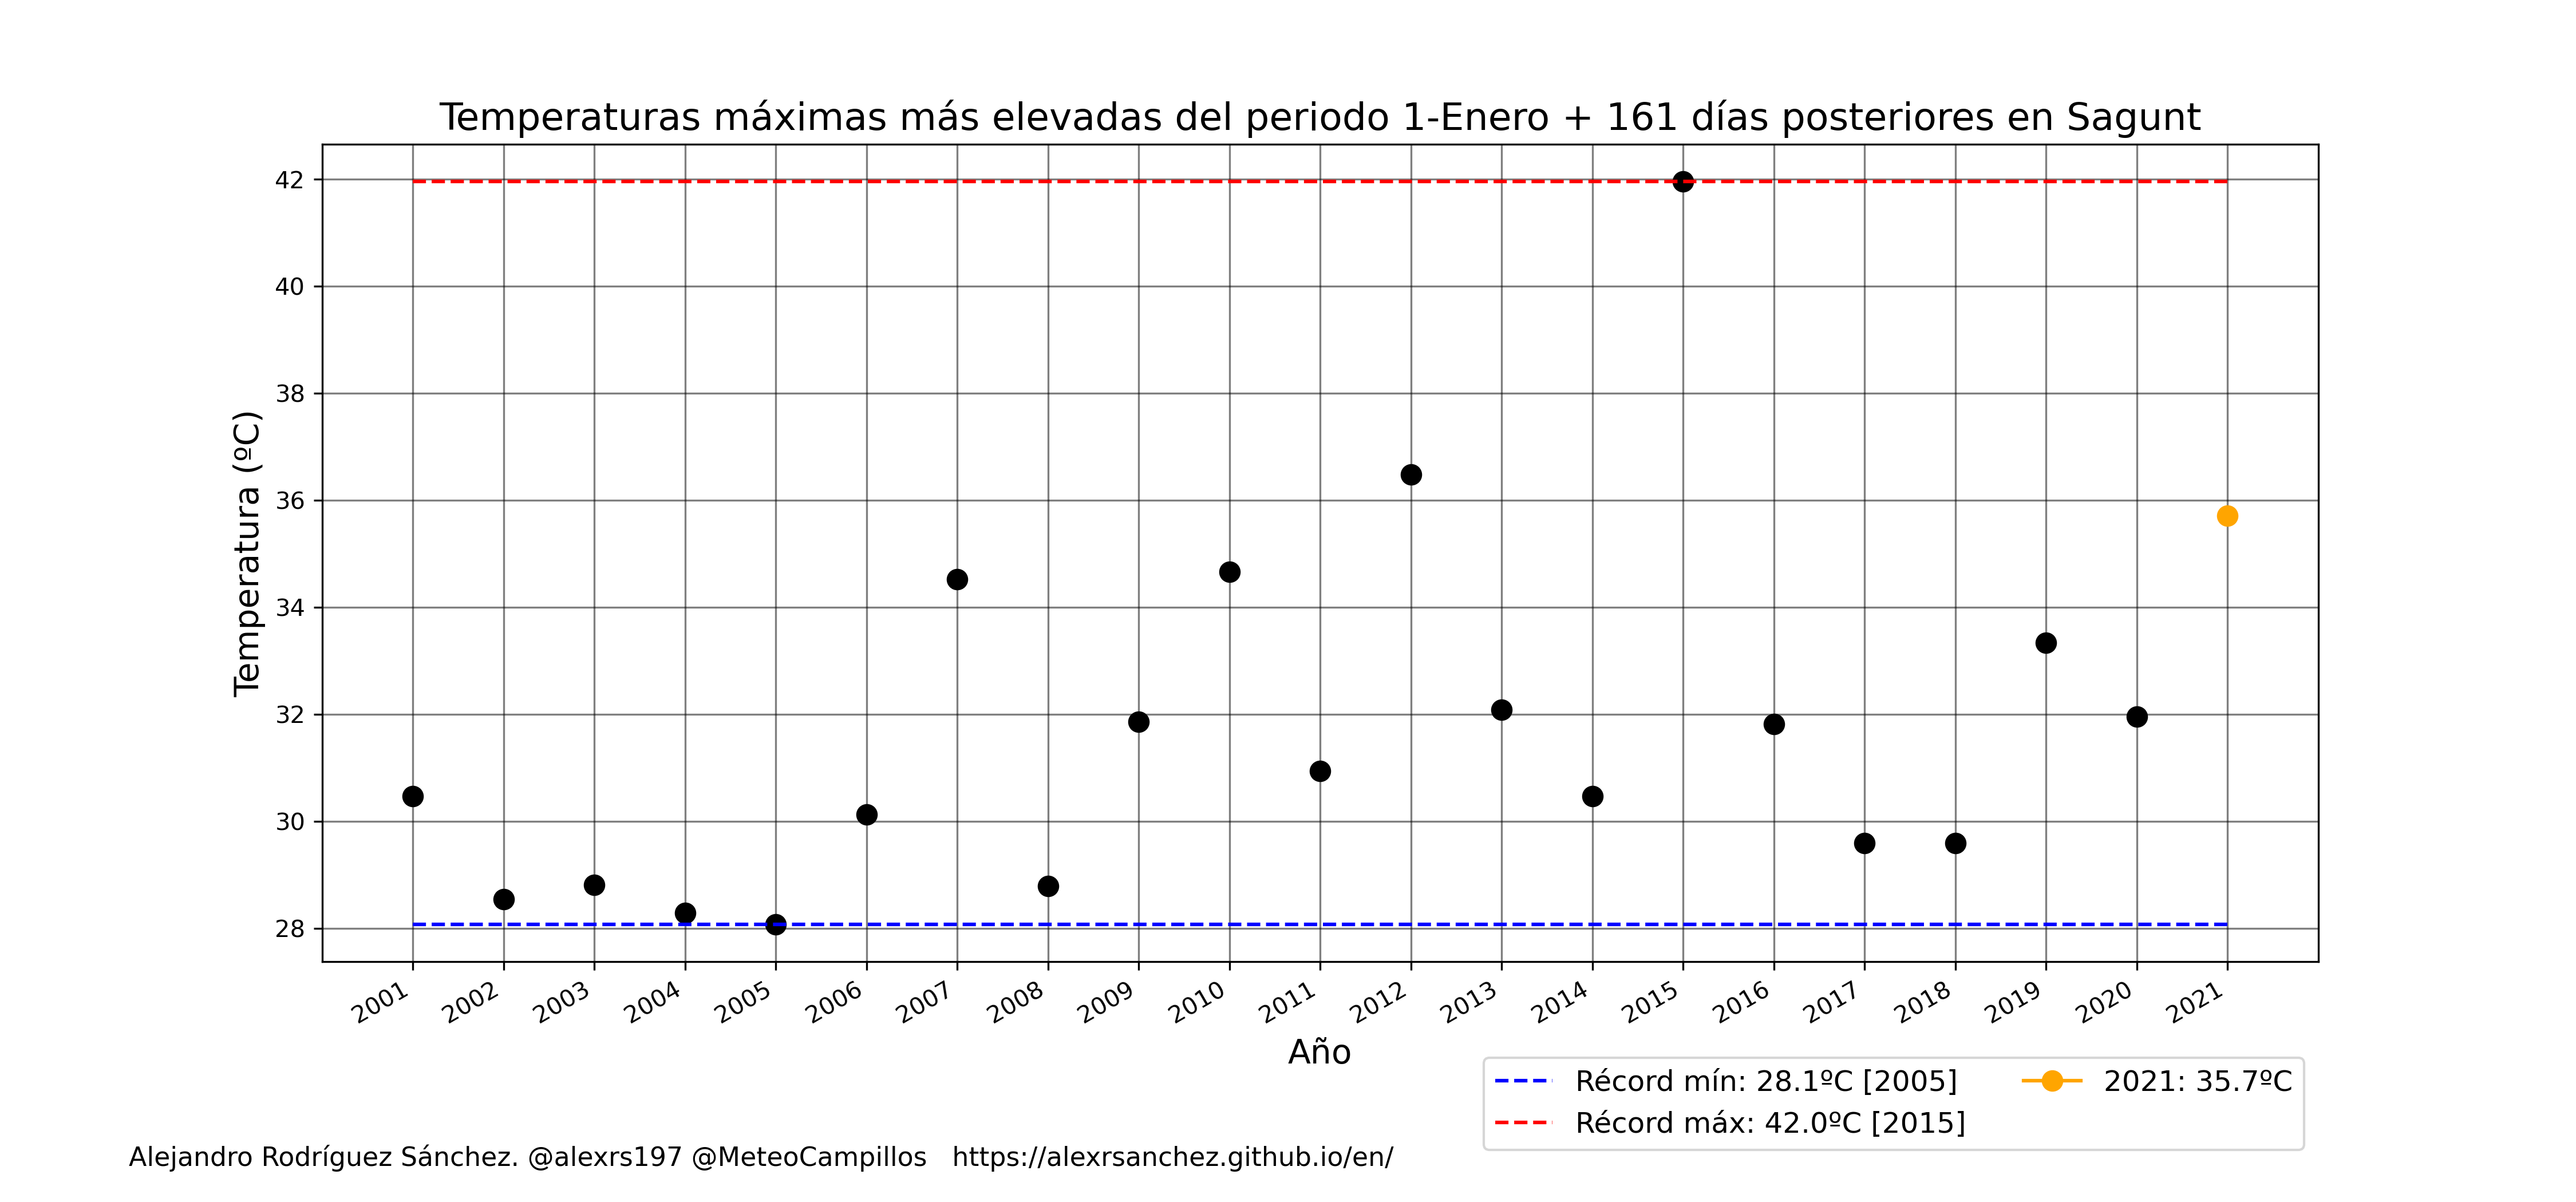 Temperaturas máximas más elevadas del periodo 1-Enero + 161 días posteriores en Sagunt
Temperatura (ºC)
42
40
38
36
34
32
30
28
2001 2002 2003 2004 2005 2006 2007 2008 2009 2010 2011 2012 2013 2014 2015 2016 2017 2018 2019 2020 2021
Año
Récord mín: 28.1ºC [2005]
Récord máx: 42.0ºC [2015]
2021: 35.7ºC
Alejandro Rodríguez Sánchez. @alexrs197 @MeteoCampillos https://alexrsanchez.github.io/en/